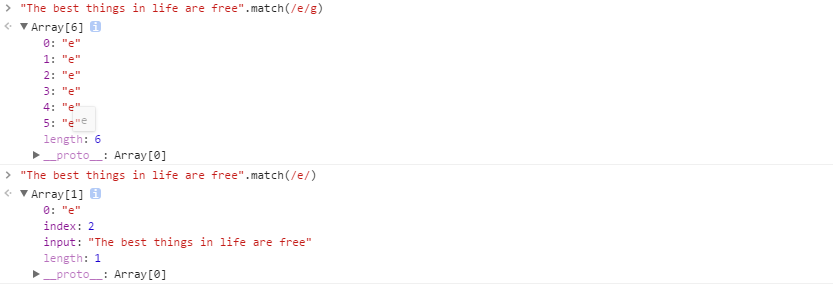 > "The best things in life are free".match(/e/g)
Array[6] i
0: "e"
1: "e"
2: "e"
3: "e"
4: "e"
5: "e" e
length: 6
__proto__: Array[0]
> "The best things in life are free".match(/e/)
Array[1] i
0: "e"
index: 2
input: "The best things in life are free"
length: 1
__proto__: Array[0]